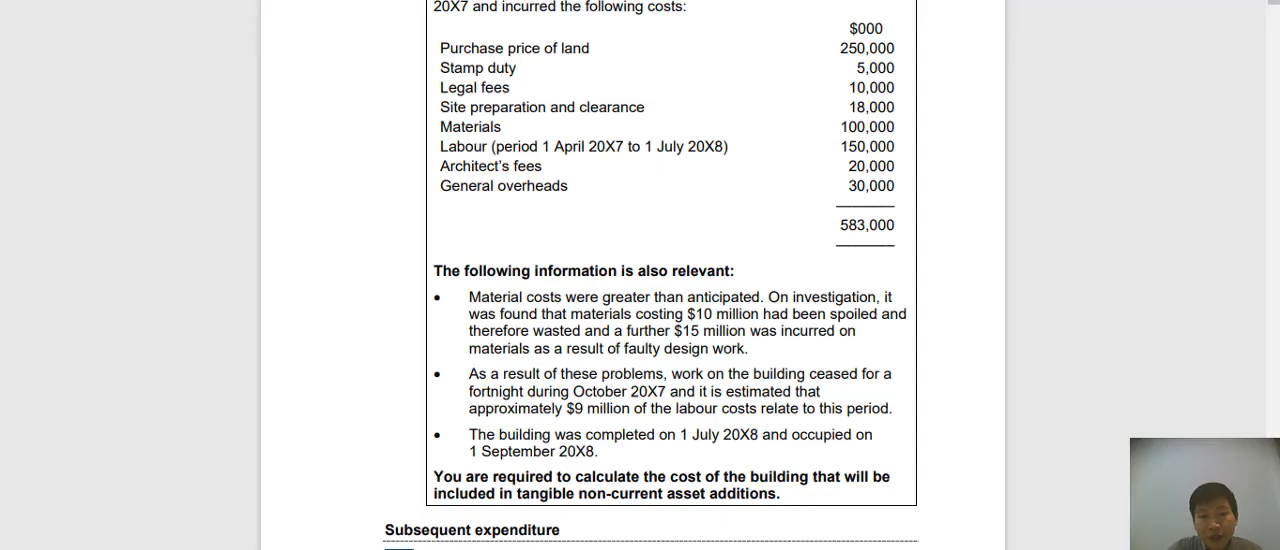 20X7 and incurred the following costs:
$000
Purchase price of land 250,000
Stamp duty 5,000
Legal fees 10,000
Site preparation and clearance 18,000
Materials 100,000
Labour (period 1 April 20X7 to 1 July 20X8) 150,000
Architect's fees 20,000
General overheads 30,000
583,000
The following information is also relevant:
• Material costs were greater than anticipated. On investigation, it
was found that materials costing $10 million had been spoiled and
therefore wasted and a further $15 million was incurred on
materials as a result of faulty design work.
• As a result of these problems, work on the building ceased for a
fortnight during October 20X7 and it is estimated that
approximately $9 million of the labour costs relate to this period.
• The building was completed on 1 July 20X8 and occupied on
1 September 20X8.
You are required to calculate the cost of the building that will be
included in tangible non-current asset additions.
Subsequent expenditure